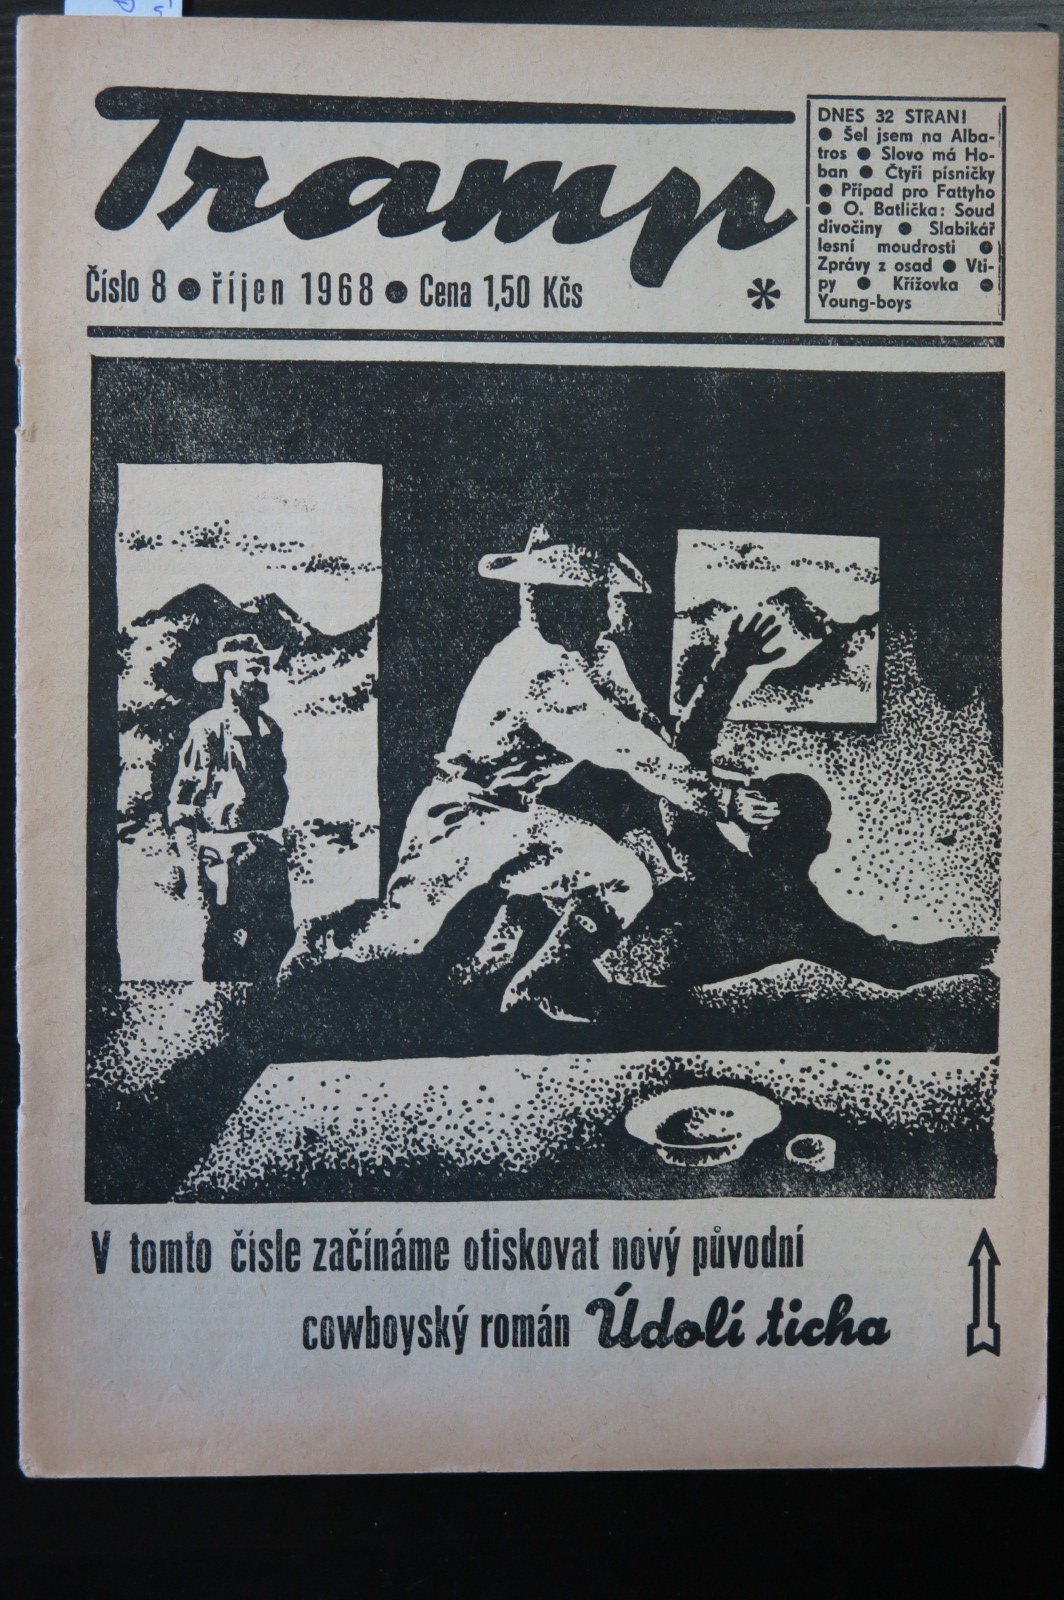 Tramp
Číslo 8 ● říjen 1968 ● Cena 1,50 Kčs
*
DNES 32 STRAN!
● Šel jsem na Alba-
tros ● Slovo má Ho-
ban ● Čtyři písničky
● Případ pro Fattyho
● O. Batlička: Soud
divočiny ● Slabikář
lesní moudrosti ●
Zprávy z osad ● Vti-
py ● Křížovka ●
Young-boys
V tomto čísle začínáme otiskovat nový původní
cowboyský román Údolí ticha